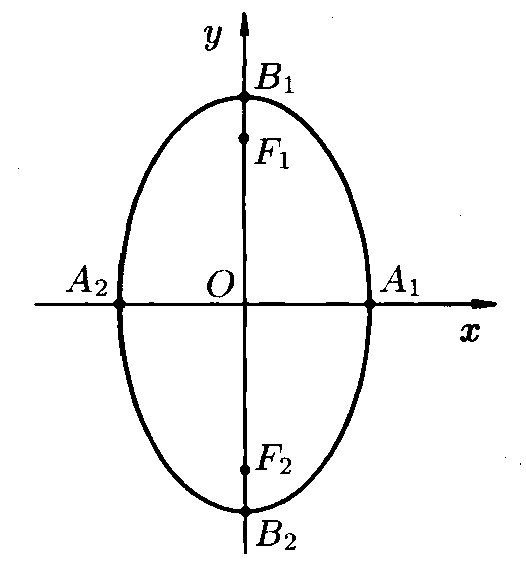 y
B₁
F₁
A₂ O A₁
x
F₂
B₂